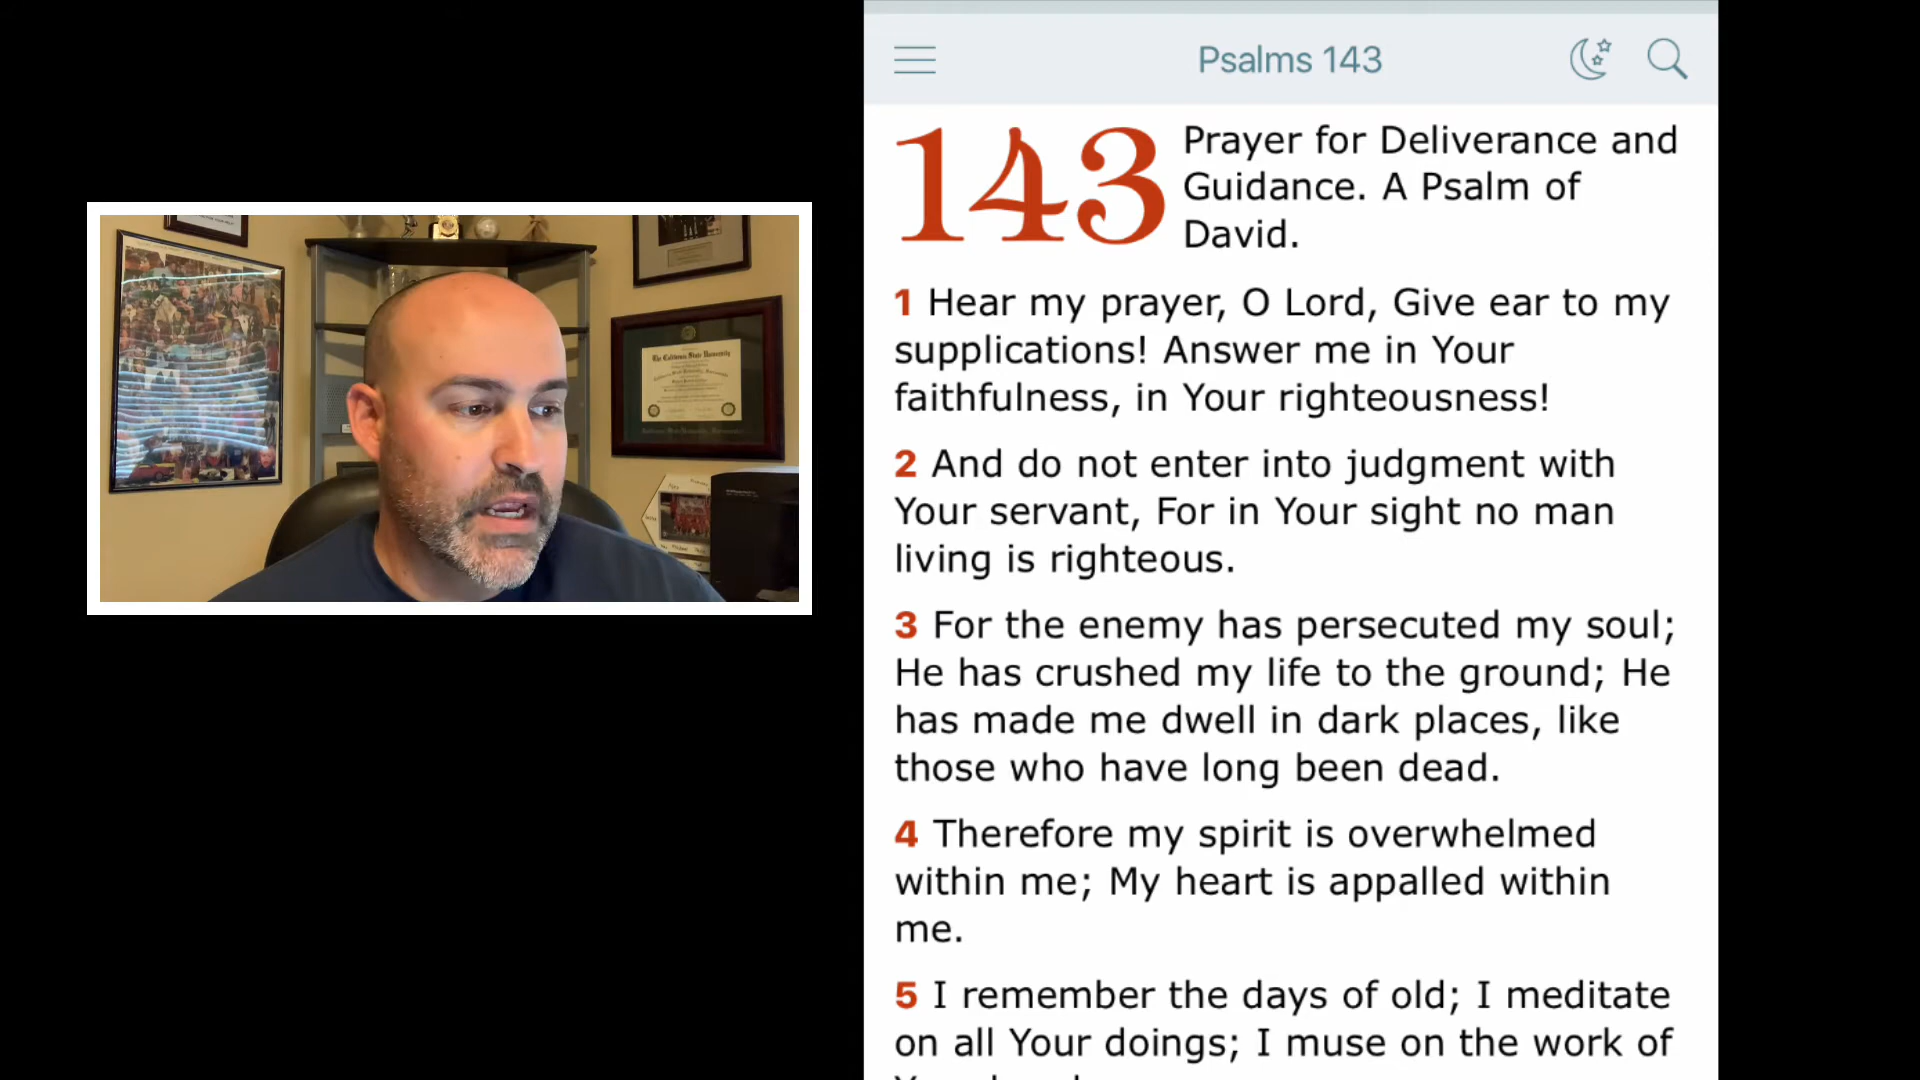 Psalms 143
143 Prayer for Deliverance and
Guidance. A Psalm of
David.
1 Hear my prayer, O Lord, Give ear to my
supplications! Answer me in Your
faithfulness, in Your righteousness!
2 And do not enter into judgment with
Your servant, For in Your sight no man
living is righteous.
3 For the enemy has persecuted my soul;
He has crushed my life to the ground; He
has made me dwell in dark places, like
those who have long been dead.
4 Therefore my spirit is overwhelmed
within me; My heart is appalled within
me.
5 I remember the days of old; I meditate
on all Your doings; I muse on the work of
The California State University